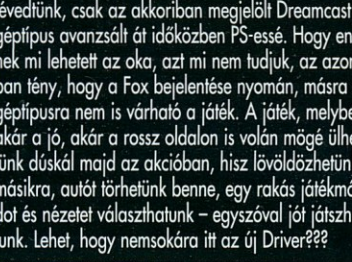 évedtünk, csak az akkoriban megjelölt Dreamcast
géptípus avanzsált át időközben PS-essé. Hogy en
nek mi lehetett az oka, azt mi nem tudjuk, az azon
ban tény, hogy a Fox bejelentése nyomán, másra
géptípusra nem is várható a játék. A játék, melybe
akár a jó, akár a rossz oldalon is volán mögé ülhe
ünk dúskál majd az akcióban, hisz lövöldözhetün
másikra, autót törhetünk benne, egy rakás játékmó
dot és nézetet választhatunk – egyszóval jót játszh
unk. Lehet, hogy nemsokára itt az új Driver???